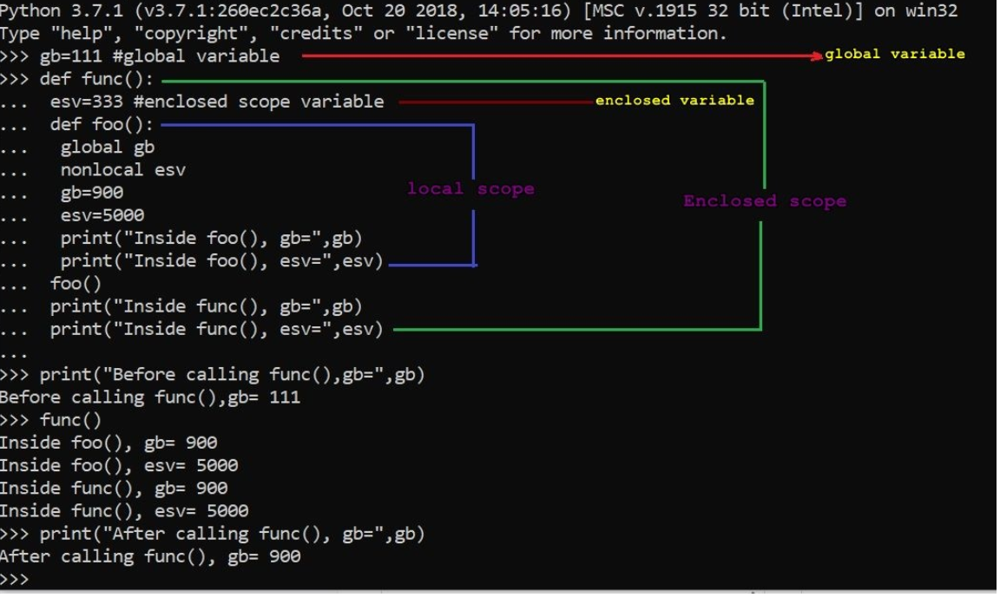 Python 3.7.1 (v3.7.1:260ec2c36a, Oct 20 2018, 14:05:16) [MSC v.1915 32 bit (Intel)] on win32
Type "help", "copyright", "credits" or "license" for more information.
>>> gb=111 #global variable global variable
>>> def func():
... esv=333 #enclosed scope variable enclosed variable
... def foo():
... global gb
... nonlocal esv
... gb=900 local scope Enclosed scope
... esv=5000
... print("Inside foo(), gb=",gb)
... print("Inside foo(), esv=",esv)
... foo()
... print("Inside func(), gb=",gb)
... print("Inside func(), esv=",esv)
...
>>> print("Before calling func(),gb=",gb)
Before calling func(),gb= 111
>>> func()
Inside foo(), gb= 900
Inside foo(), esv= 5000
Inside func(), gb= 900
Inside func(), esv= 5000
>>> print("After calling func(), gb=",gb)
After calling func(), gb= 900
>>>